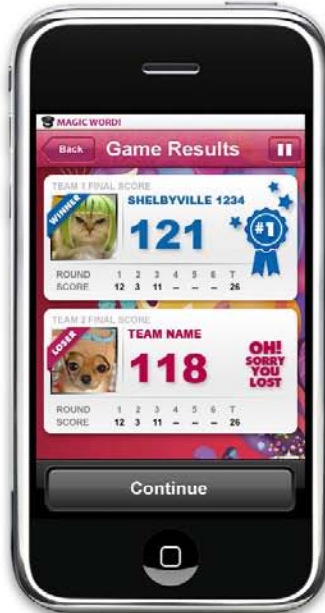 MAGIC WORD!
Back
Game Results
TEAM 1 FINAL SCORE
WINNER
SHELBYVILLE 1234
121
#1
ROUND 1 2 3 4 5 6 T
SCORE 12 3 11 – – – 26
TEAM 2 FINAL SCORE
LOSER
TEAM NAME
118
OH!
SORRY
YOU
LOST
ROUND 1 2 3 4 5 6 T
SCORE 12 3 11 – – – 26
Continue